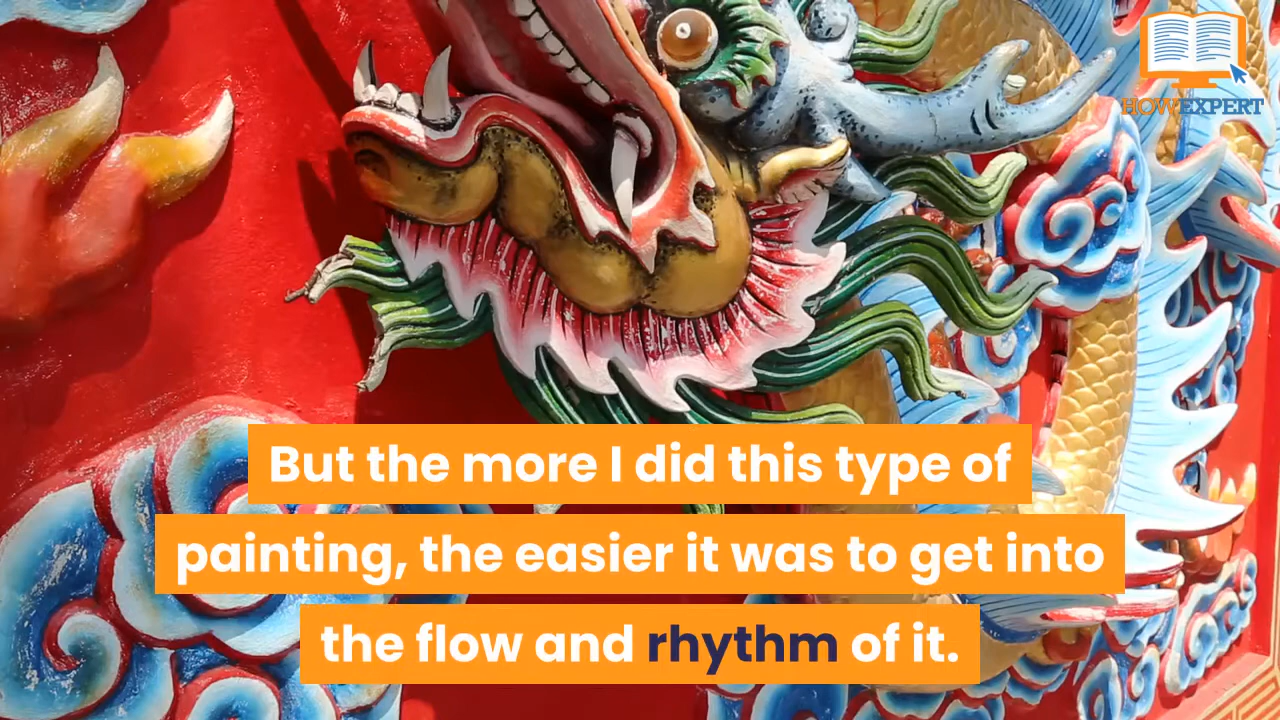 HOWEXPERT
But the more I did this type of
painting, the easier it was to get into
the flow and rhythm of it.